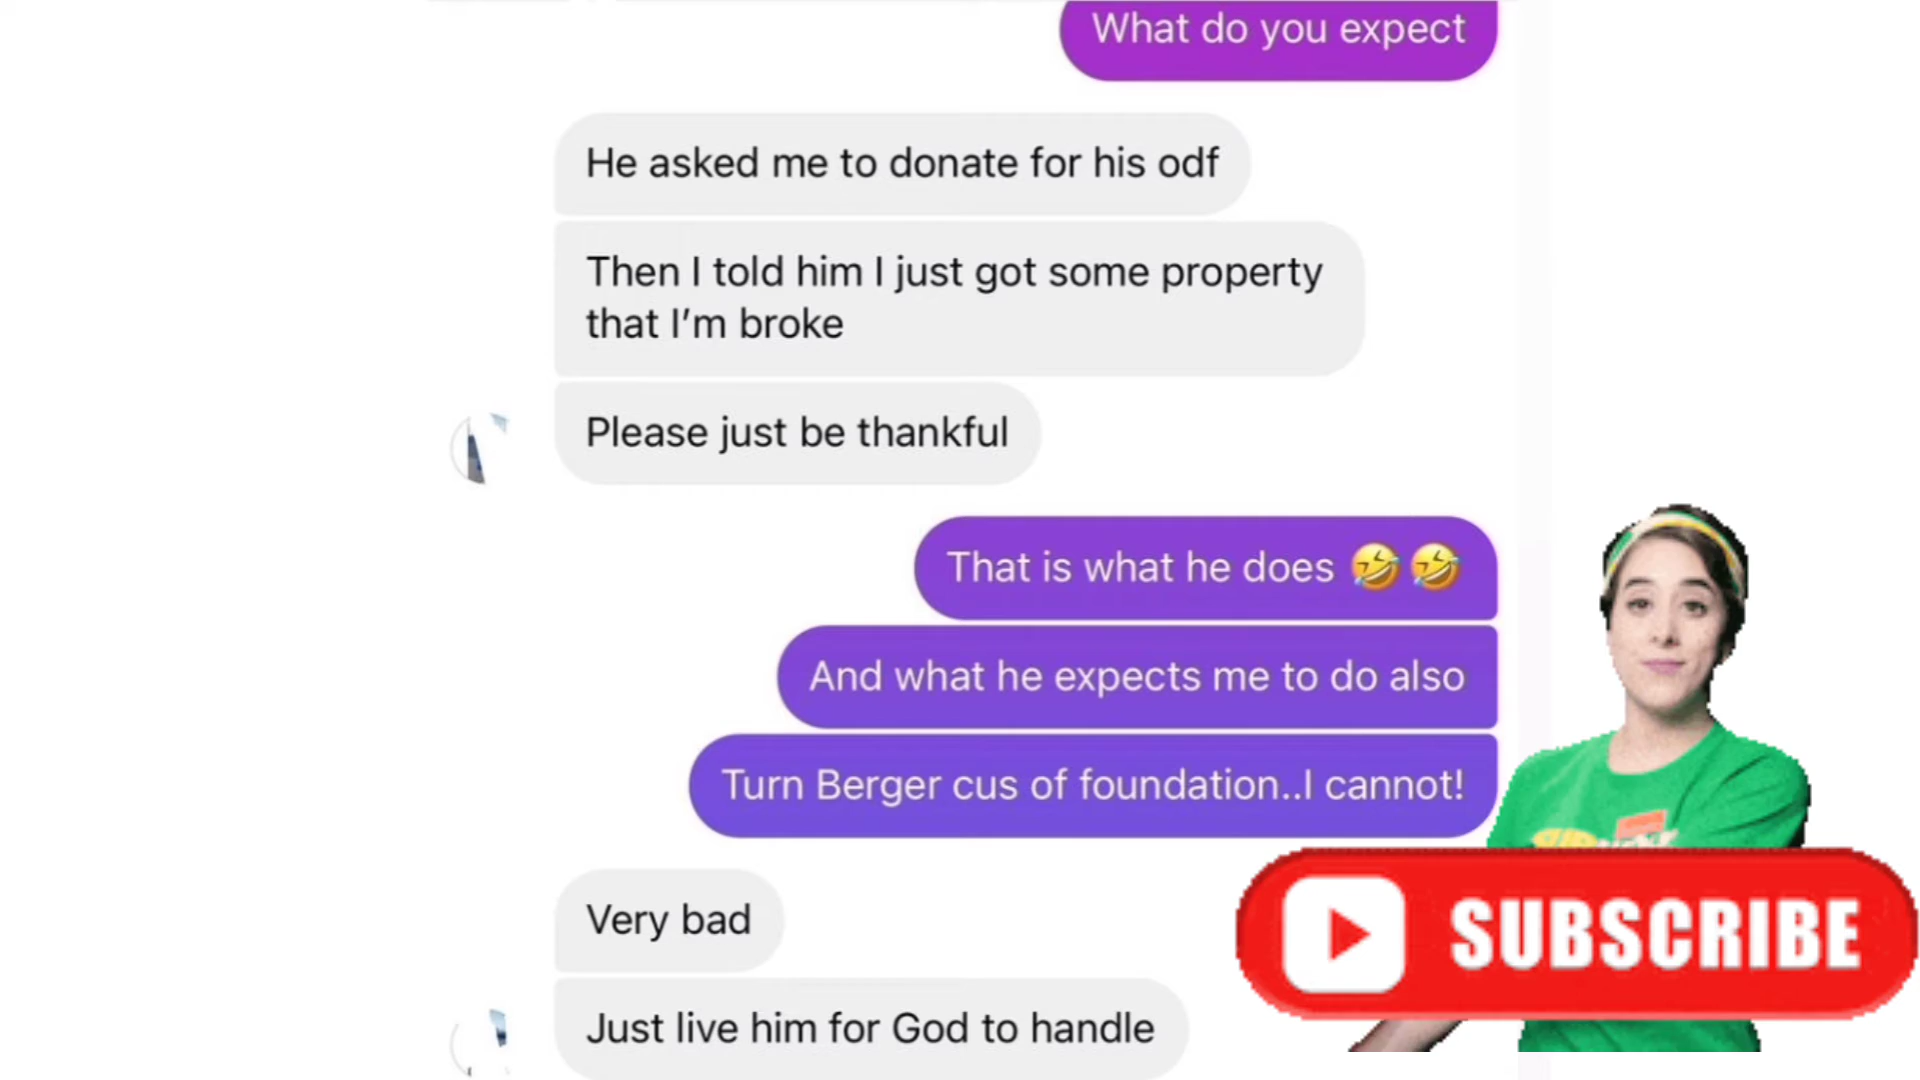 What do you expect
He asked me to donate for his odf
Then I told him I just got some property
that I'm broke
Please just be thankful
That is what he does 🤣🤣
And what he expects me to do also
Turn Berger cus of foundation..I cannot!
Very bad
Just live him for God to handle
SUBSCRIBE